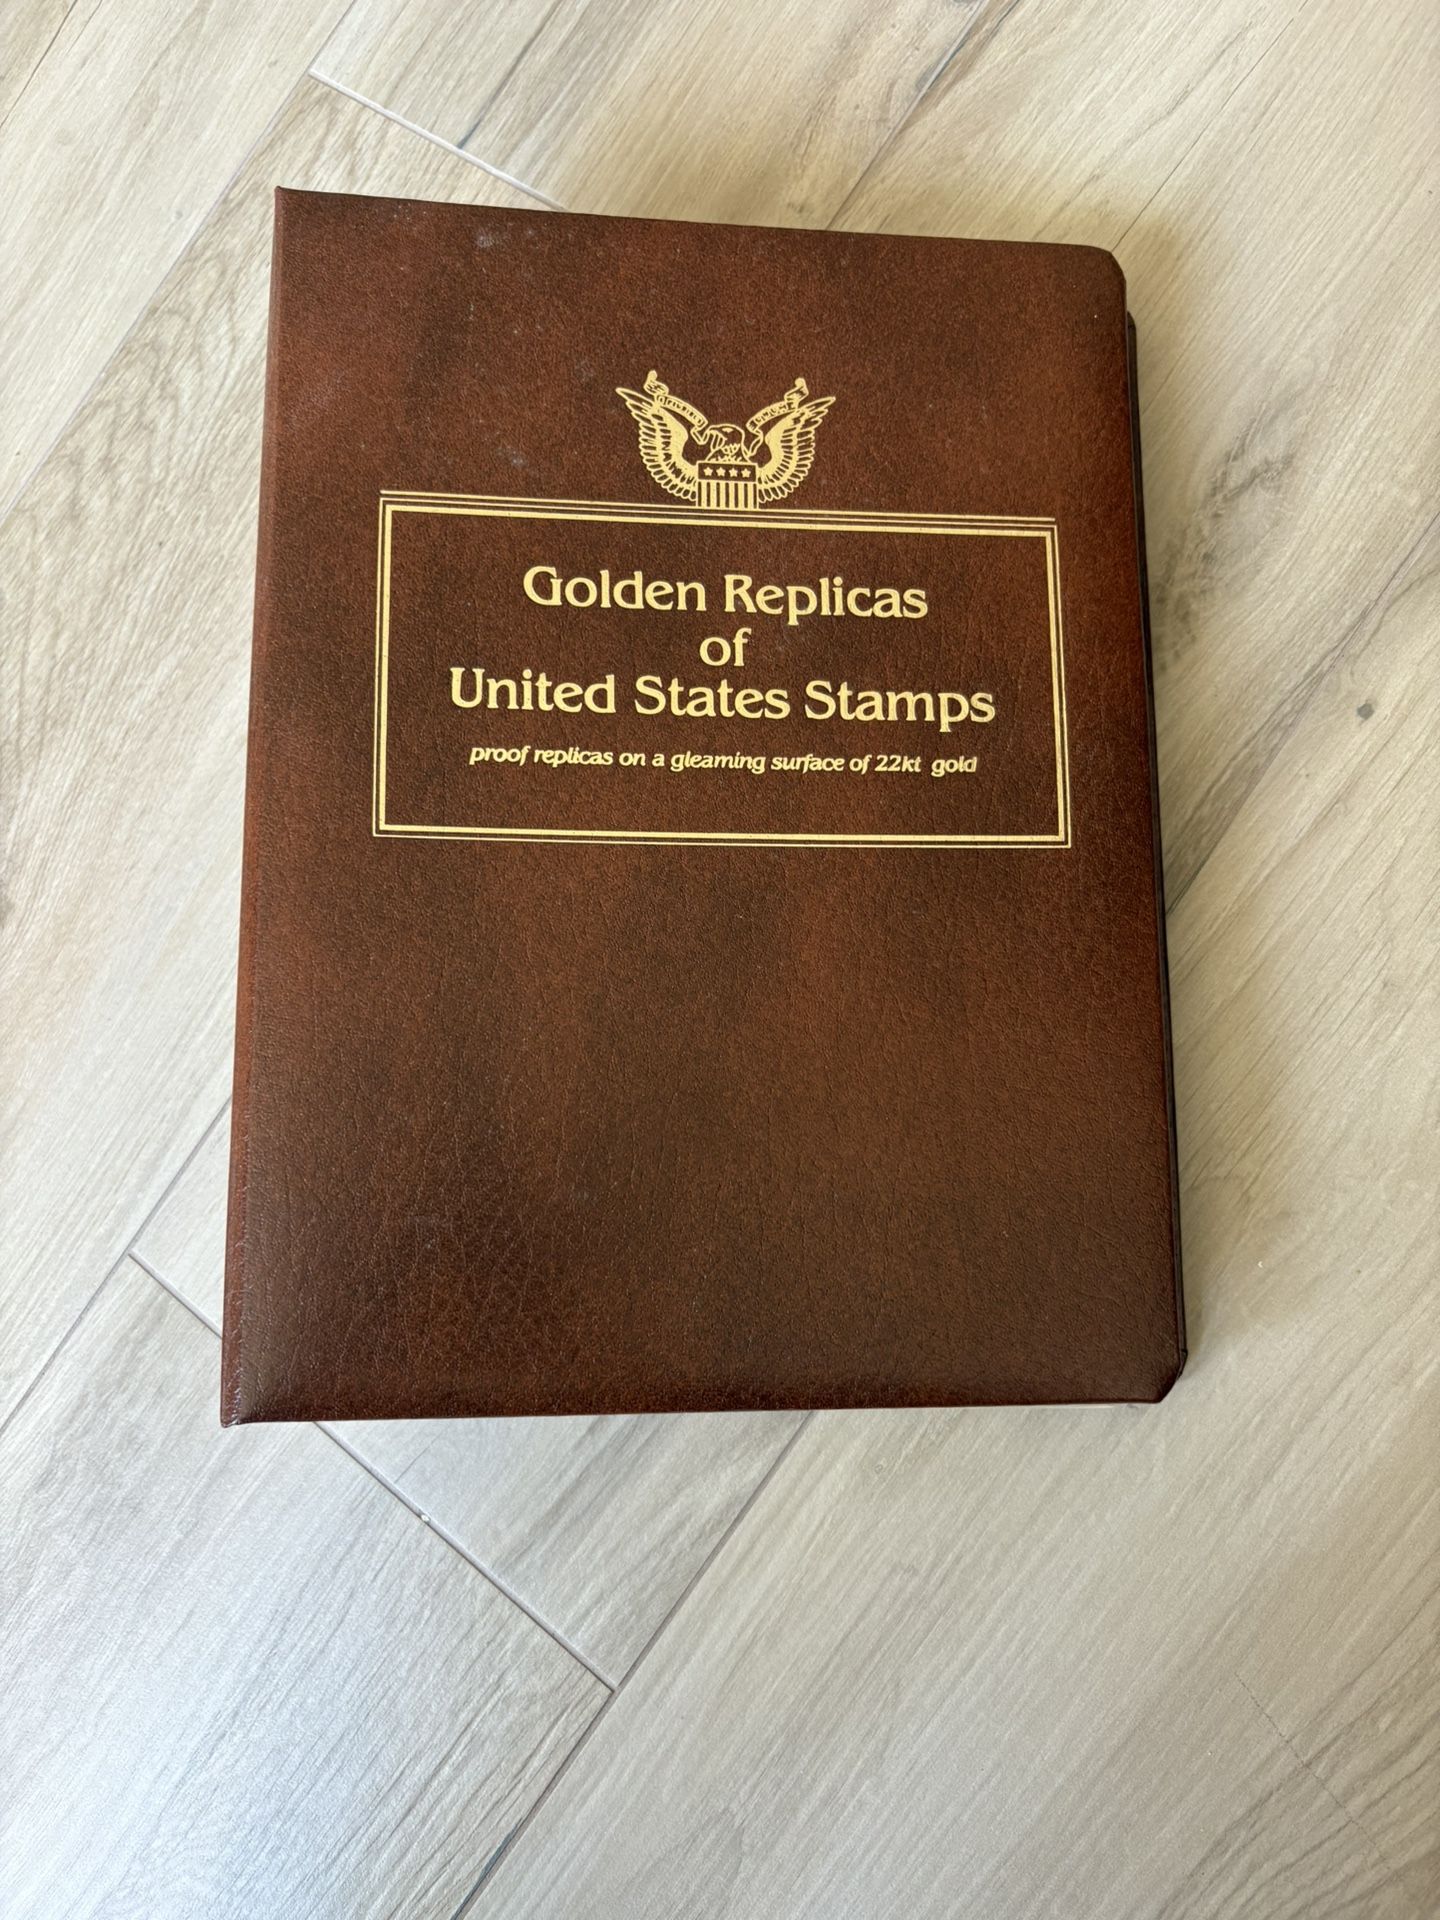 Golden Replicas
of
United States Stamps
proof replicas on a gleaming surface of 22kt gold